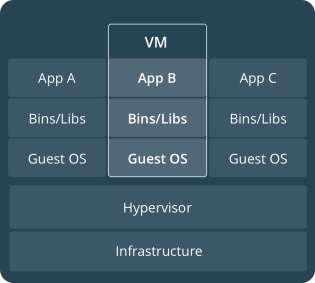 VM
App A App B App C
Bins/Libs Bins/Libs Bins/Libs
Guest OS Guest OS Guest OS
Hypervisor
Infrastructure